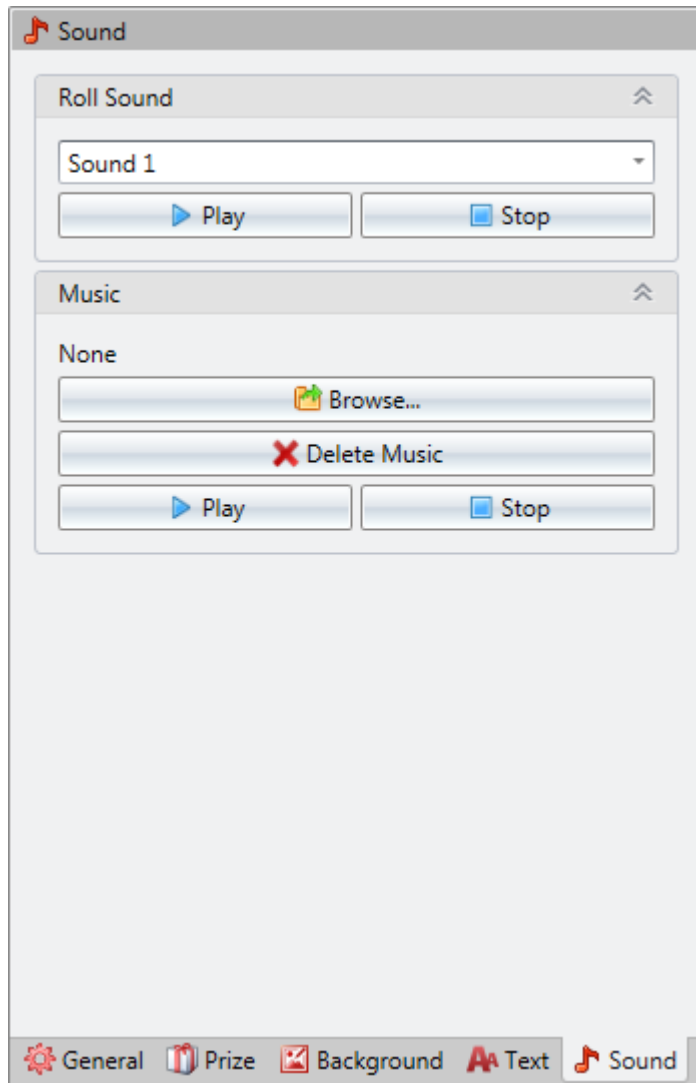 Sound
Roll Sound
Sound 1
Play Stop
Music
None
Browse...
Delete Music
Play Stop
General Prize Background Text Sound